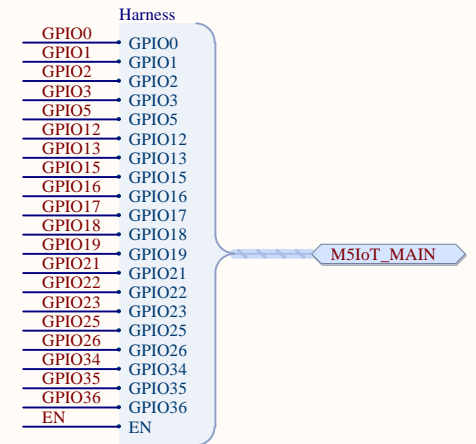 Harness
GPIO0 GPIO0
GPIO1 GPIO1
GPIO2 GPIO2
GPIO3 GPIO3
GPIO5 GPIO5
GPIO12 GPIO12
GPIO13 GPIO13
GPIO15 GPIO15
GPIO16 GPIO16
GPIO17 GPIO17
GPIO18 GPIO18
GPIO19 GPIO19 M5IoT_MAIN
GPIO21 GPIO21
GPIO22 GPIO22
GPIO23 GPIO23
GPIO25 GPIO25
GPIO26 GPIO26
GPIO34 GPIO34
GPIO35 GPIO35
GPIO36 GPIO36
EN EN